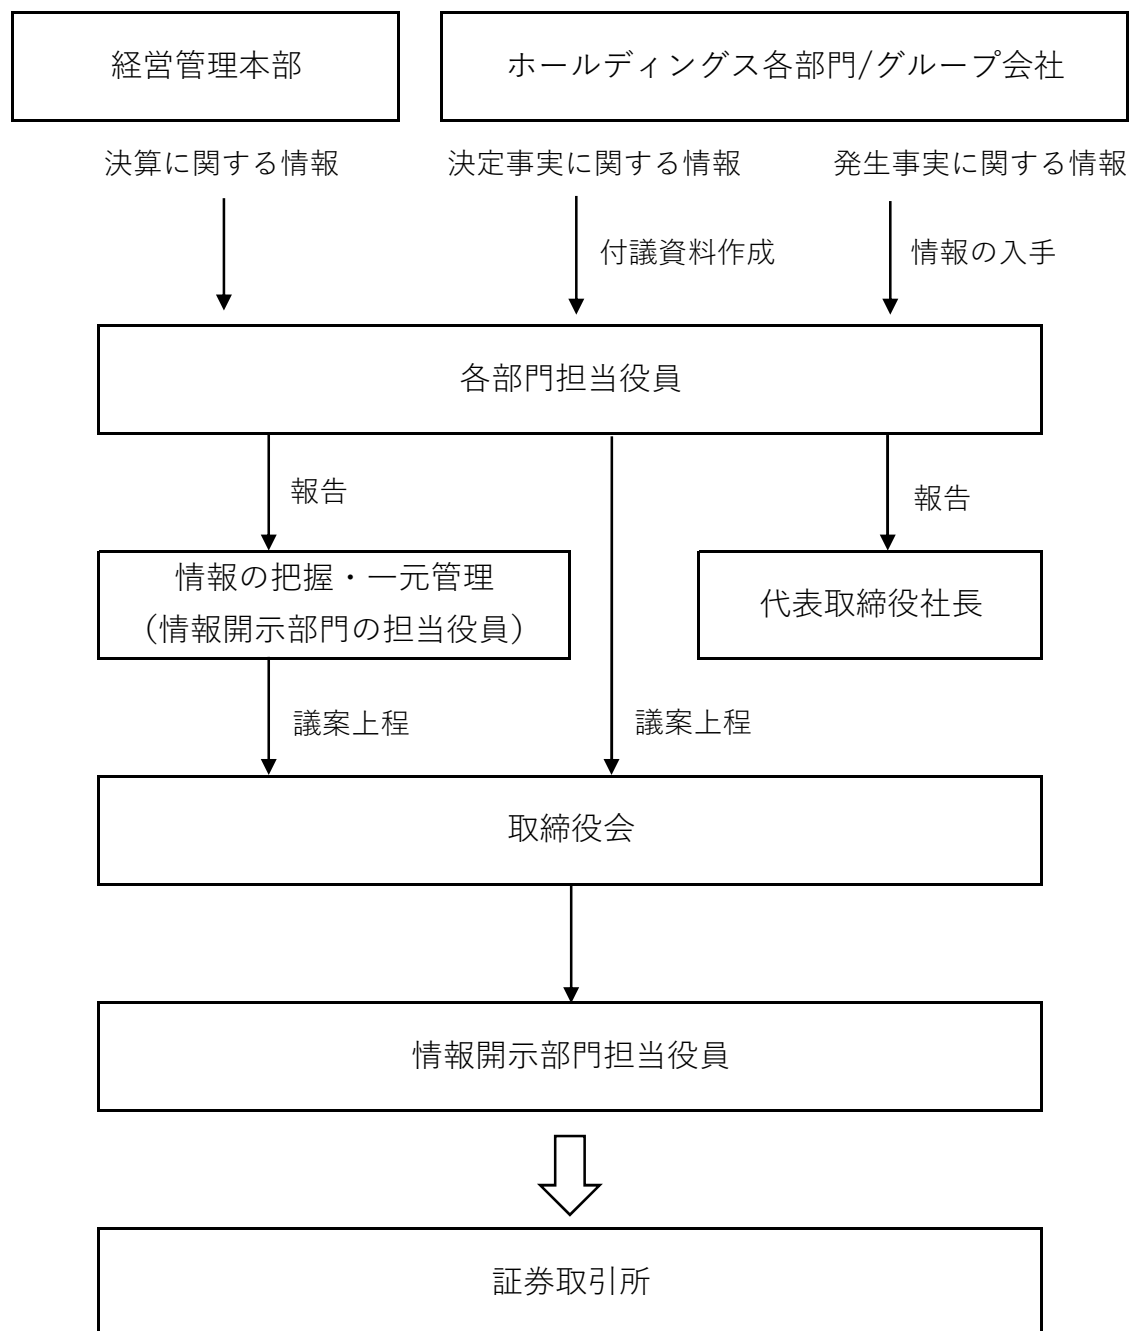 経営管理本部
ホールディングス各部門/グループ会社
決算に関する情報
決定事実に関する情報
発生事実に関する情報
付議資料作成
情報の入手
各部門担当役員
報告
報告
情報の把握・一元管理
（情報開示部門の担当役員）
代表取締役社長
議案上程
議案上程
取締役会
情報開示部門担当役員
証券取引所